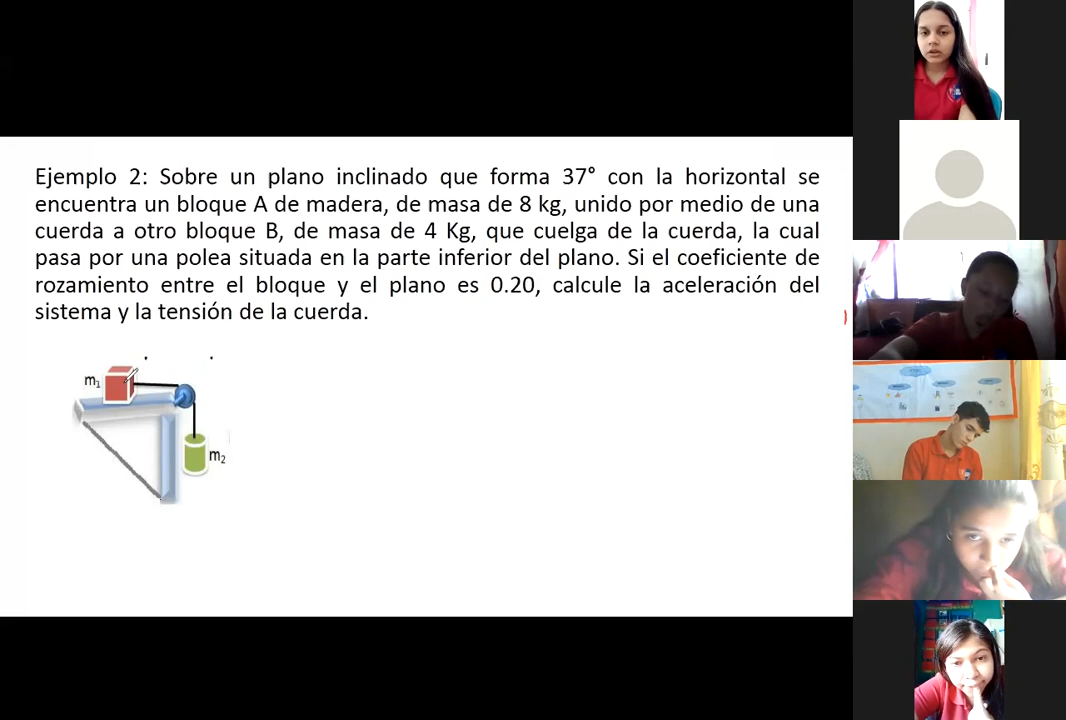 Ejemplo 2: Sobre un plano inclinado que forma 37° con la horizontal se
encuentra un bloque A de madera, de masa de 8 kg, unido por medio de una
cuerda a otro bloque B, de masa de 4 Kg, que cuelga de la cuerda, la cual
pasa por una polea situada en la parte inferior del plano. Si el coeficiente de
rozamiento entre el bloque y el plano es 0.20, calcule la aceleración del
sistema y la tensión de la cuerda.
m₁
m₂